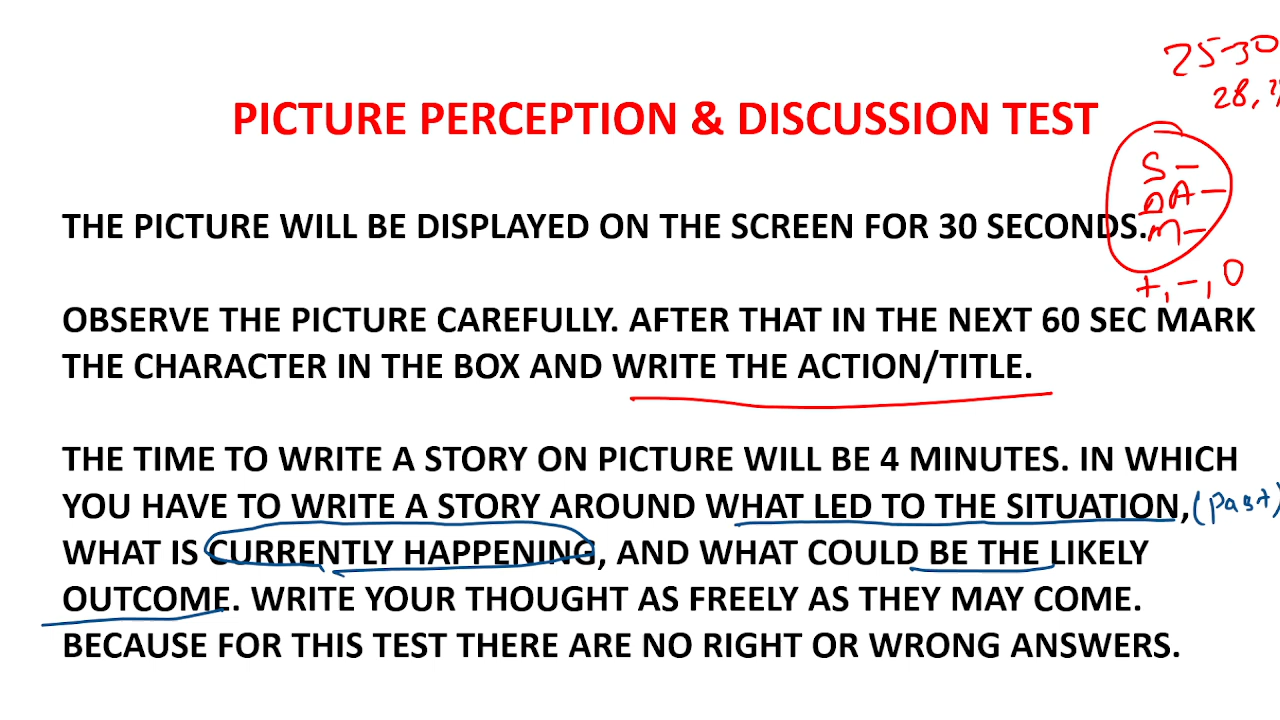 25-30
28,
PICTURE PERCEPTION & DISCUSSION TEST
S -
A -
M -
THE PICTURE WILL BE DISPLAYED ON THE SCREEN FOR 30 SECONDS.
+, -, 0
OBSERVE THE PICTURE CAREFULLY. AFTER THAT IN THE NEXT 60 SEC MARK
THE CHARACTER IN THE BOX AND WRITE THE ACTION/TITLE.
THE TIME TO WRITE A STORY ON PICTURE WILL BE 4 MINUTES. IN WHICH
YOU HAVE TO WRITE A STORY AROUND WHAT LED TO THE SITUATION, (past)
WHAT IS CURRENTLY HAPPENING, AND WHAT COULD BE THE LIKELY
OUTCOME. WRITE YOUR THOUGHT AS FREELY AS THEY MAY COME.
BECAUSE FOR THIS TEST THERE ARE NO RIGHT OR WRONG ANSWERS.